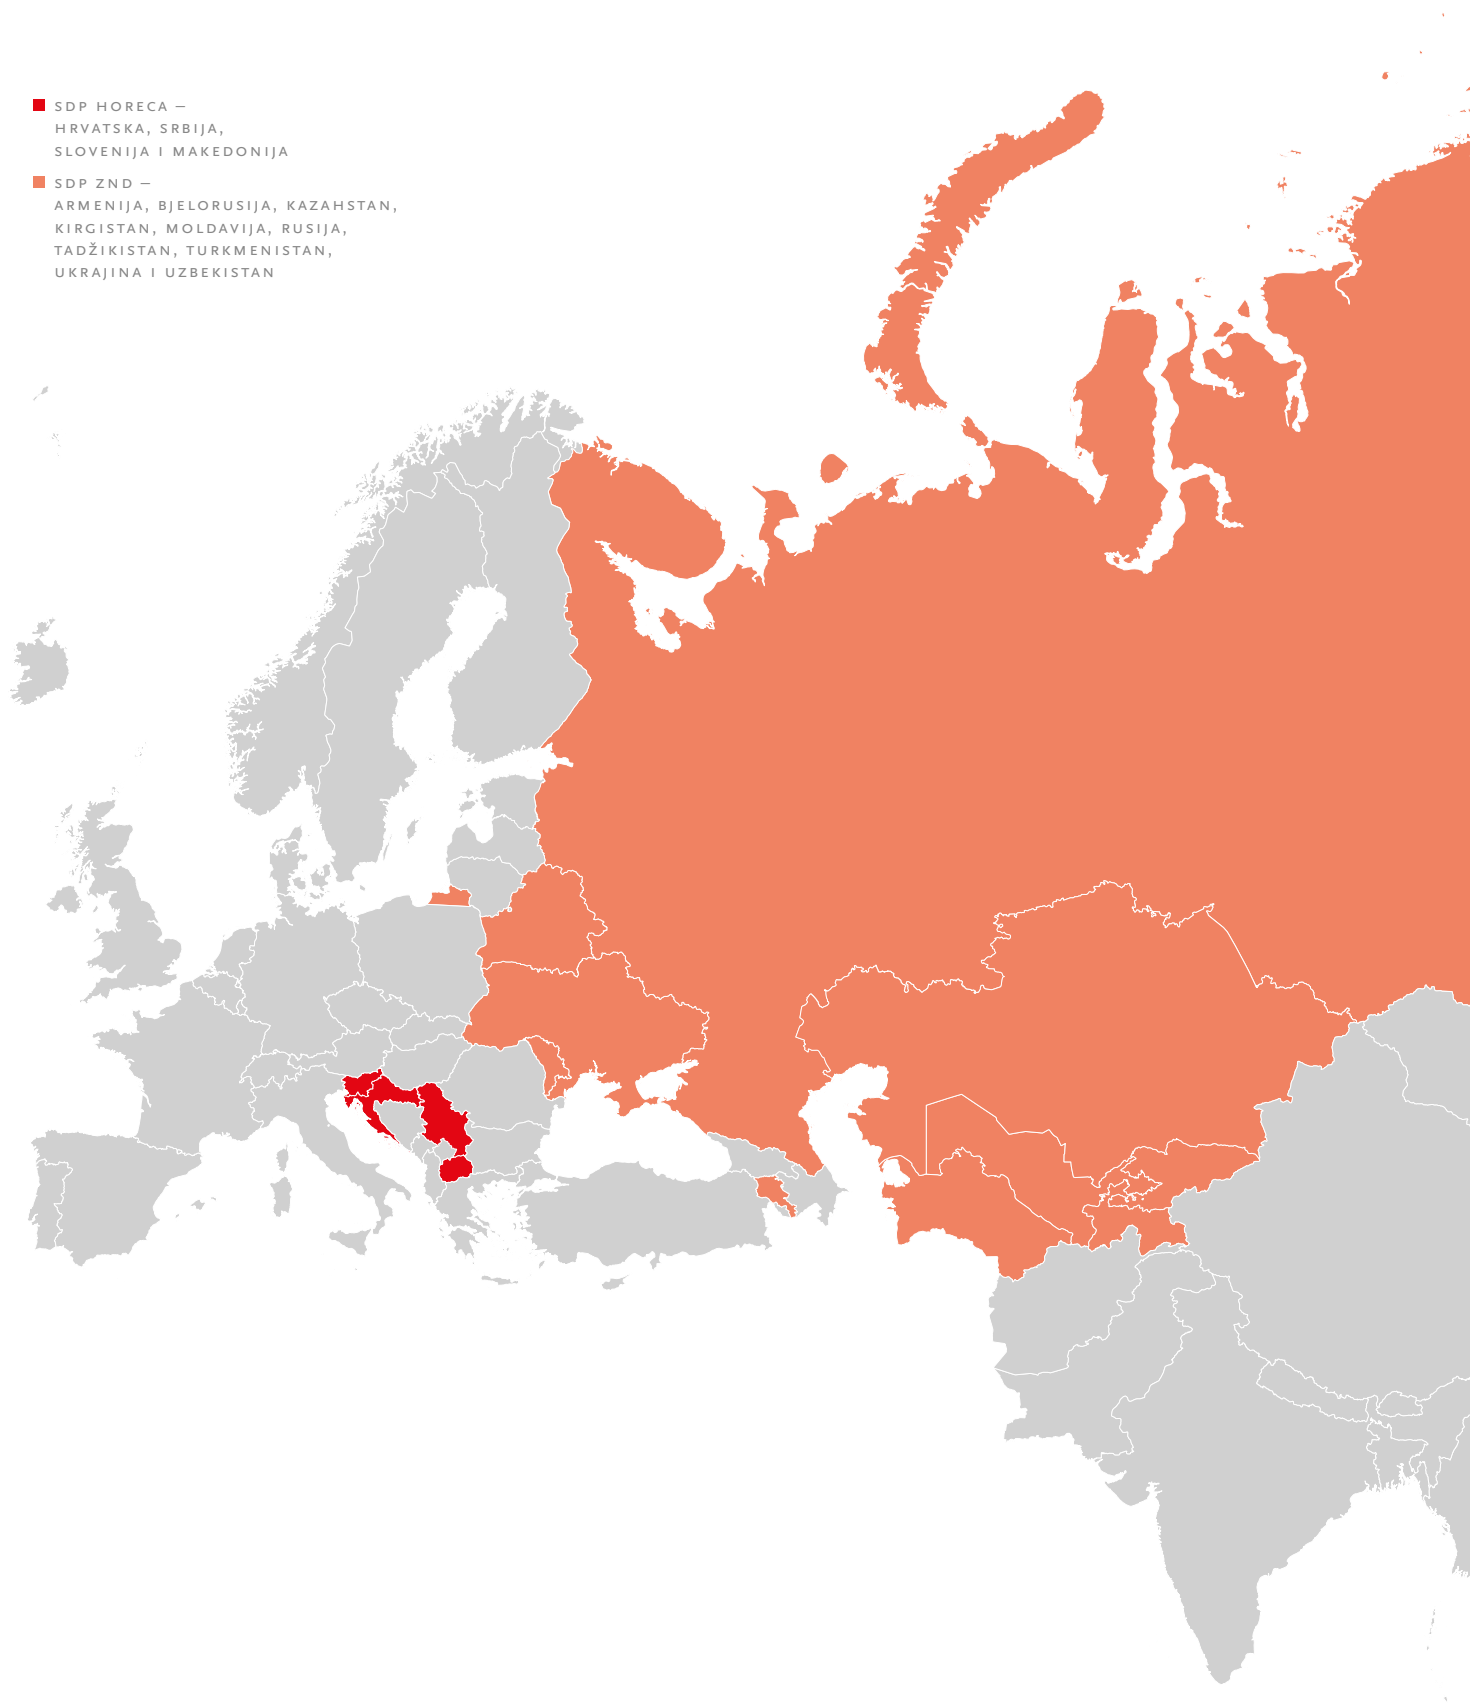 SDP HORECA –
HRVATSKA, SRBIJA,
SLOVENIJA I MAKEDONIJA
SDP ZND –
ARMENIJA, BJELORUSIJA, KAZAHSTAN,
KIRGISTAN, MOLDAVIJA, RUSIJA,
TADŽIKISTAN, TURKMENISTAN,
UKRAJINA I UZBEKISTAN